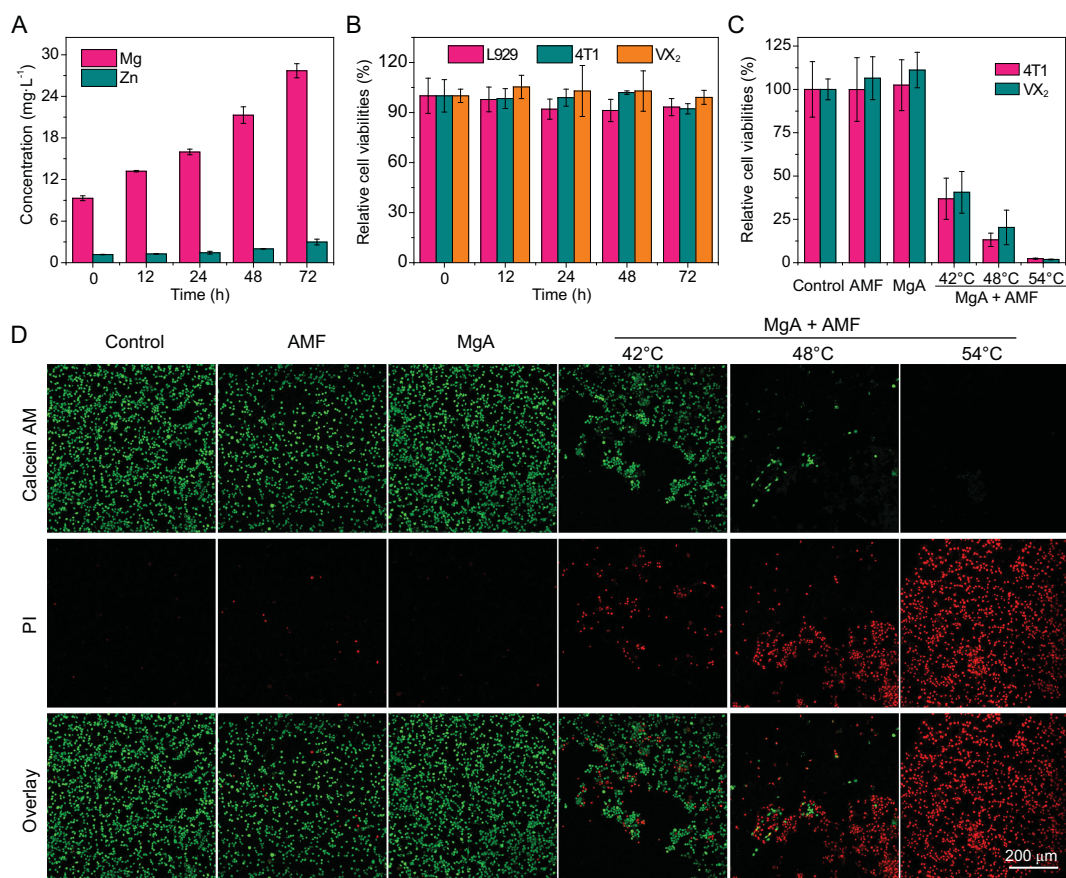 A
Mg
Zn
Concentration (mg·L⁻¹)
30
24
18
12
6
0
0 12 24 48 72
Time (h)
B
L929 4T1 VX₂
Relative cell viabilities (%)
120
90
60
30
0
0 12 24 48 72
Time (h)
C
4T1
VX₂
Relative cell viabilities (%)
125
100
75
50
25
0
Control AMF MgA 42°C 48°C 54°C
MgA + AMF
D
MgA + AMF
Control AMF MgA 42°C 48°C 54°C
Calcein AM
PI
Overlay
200 μm